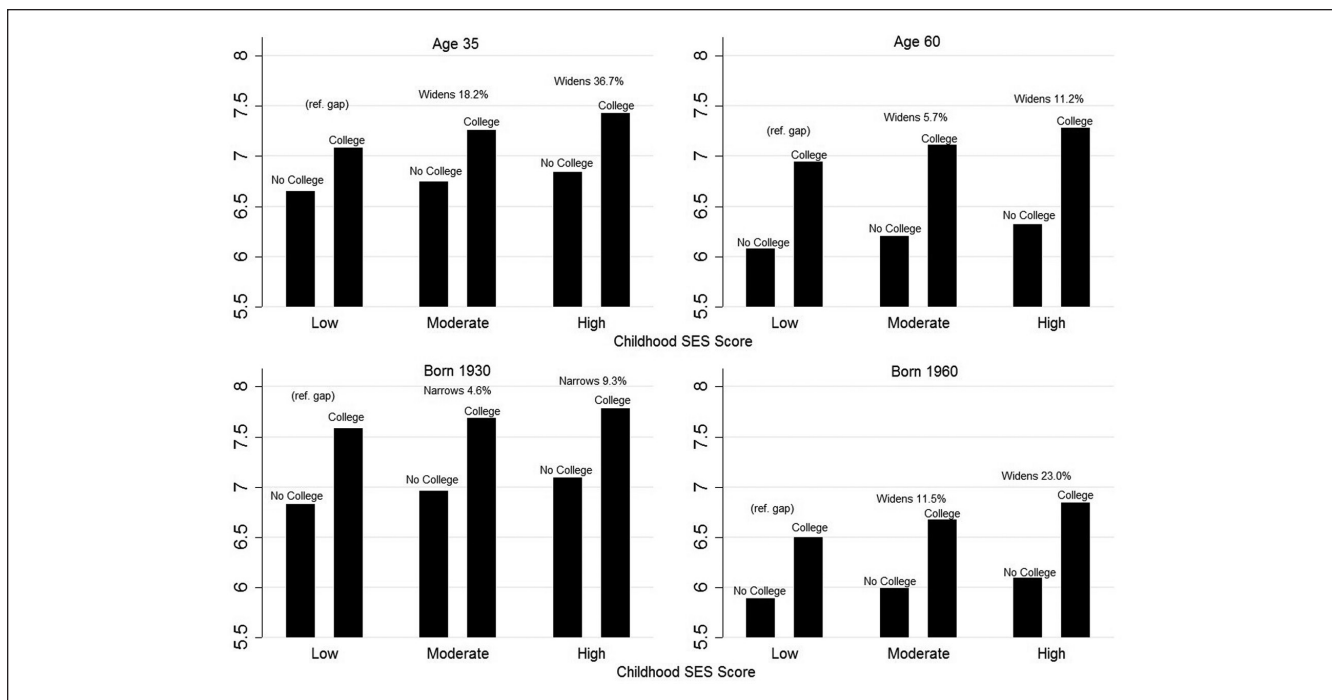 Age 35
8
7.5
7
6.5
6
5.5
(ref. gap)
Widens 18.2%
Widens 36.7%
No College
College
No College
College
No College
College
Low
Moderate
High
Age 60
8
7.5
7
6.5
6
5.5
(ref. gap)
Widens 5.7%
Widens 11.2%
No College
College
No College
College
No College
College
Low
Moderate
High
Childhood SES Score
Born 1930
8
7.5
7
6.5
6
5.5
(ref. gap)
Narrows 4.6%
Narrows 9.3%
No College
College
No College
College
No College
College
Low
Moderate
High
Born 1960
8
7.5
7
6.5
6
5.5
(ref. gap)
Widens 11.5%
Widens 23.0%
No College
College
No College
College
No College
College
Low
Moderate
High
Childhood SES Score